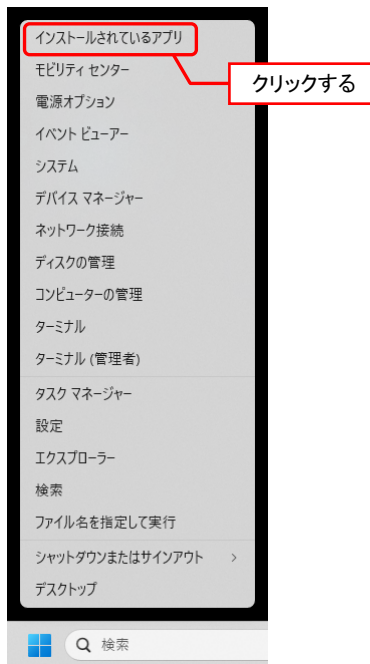 インストールされているアプリ
モビリティ センター
クリックする
電源オプション
イベント ビューアー
システム
デバイス マネージャー
ネットワーク接続
ディスクの管理
コンピューターの管理
ターミナル
ターミナル (管理者)
タスク マネージャー
設定
エクスプローラー
検索
ファイル名を指定して実行
シャットダウンまたはサインアウト
デスクトップ
検索